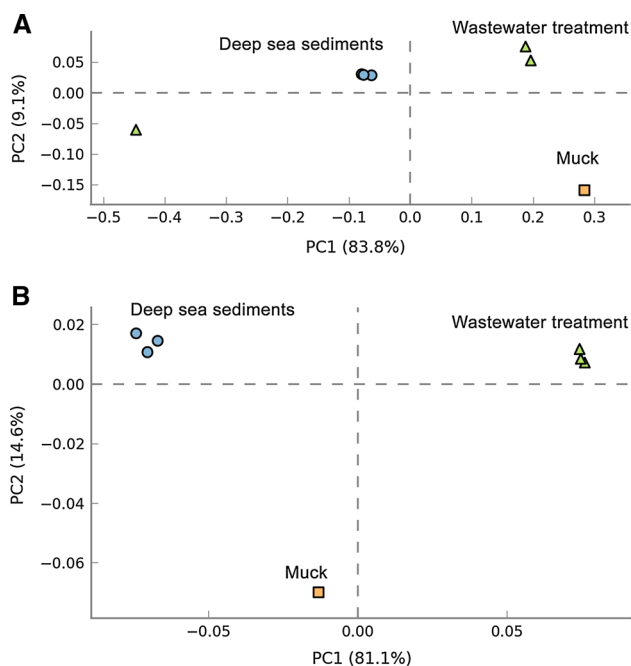 A
Deep sea sediments
Wastewater treatment
Muck
PC2 (9.1%)
0.05
0.00
−0.05
−0.10
−0.15
−0.5
−0.4
−0.3
−0.2
−0.1
0.0
0.1
0.2
0.3
PC1 (83.8%)
B
Deep sea sediments
Wastewater treatment
Muck
PC2 (14.6%)
0.02
0.00
−0.02
−0.04
−0.06
−0.05
0.00
0.05
PC1 (81.1%)